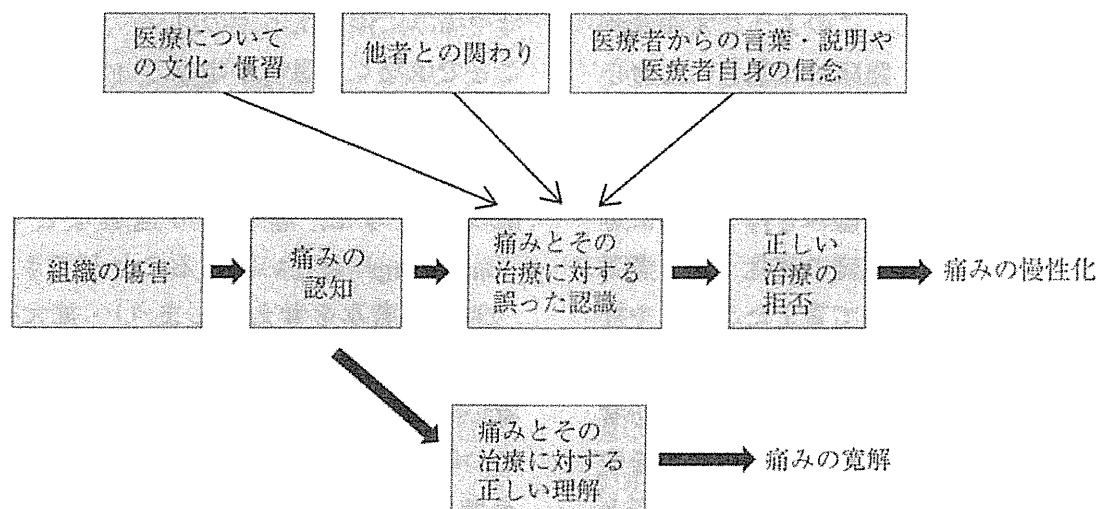 医療について
の文化・慣習
他者との関わり
医療者からの言葉・説明や
医療者自身の信念
組織の傷害
痛みの
認知
痛みとその
治療に対する
誤った認識
正しい
治療の
拒否
痛みの慢性化
痛みとその
治療に対する
正しい理解
痛みの寛解